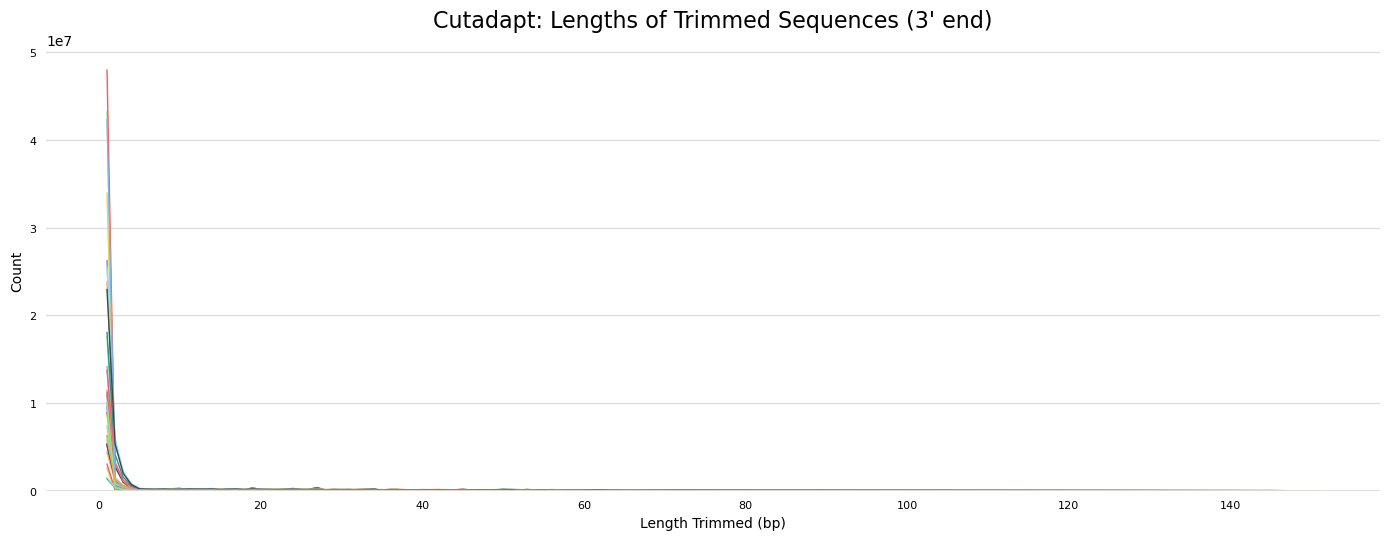 Cutadapt: Lengths of Trimmed Sequences (3' end)
1e7
5
4
3
2
1
0
Count
0 20 40 60 80 100 120 140
Length Trimmed (bp)